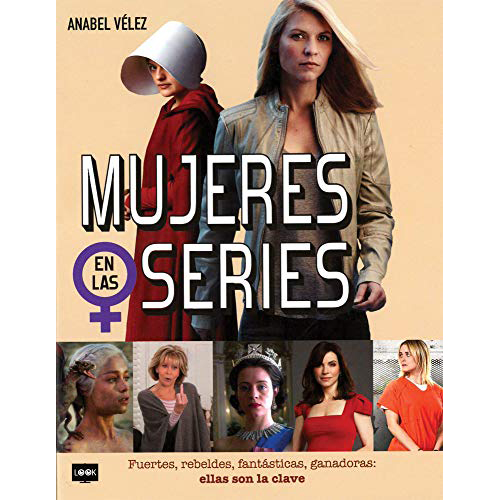 ANABEL VÉLEZ
MUJERES
EN LAS
SERIES
LOOK
Fuertes, rebeldes, fantásticas, ganadoras:
ellas son la clave